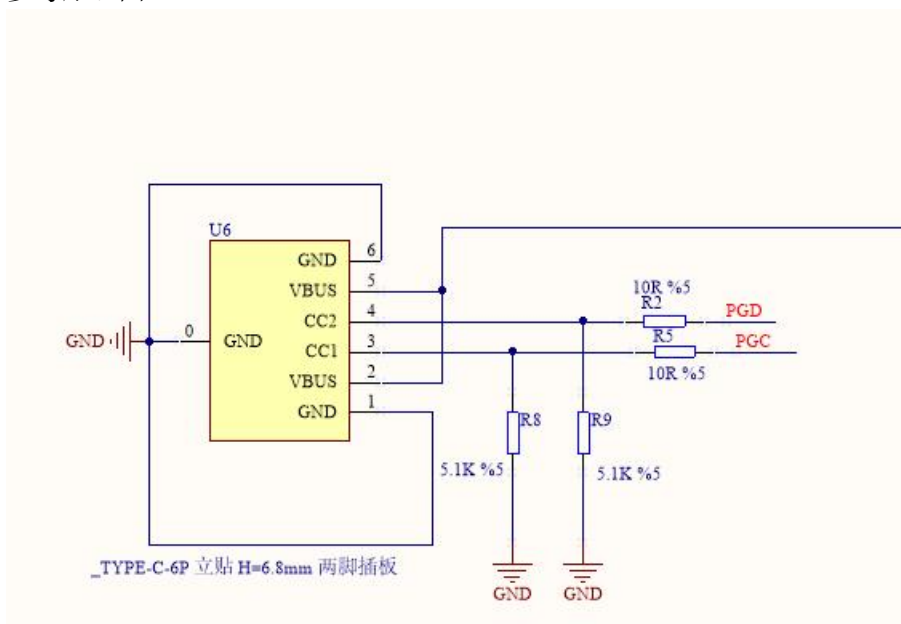 U6
GND 6
VBUS 5
CC2 4
CC1 3
VBUS 2
GND 1
GND 0 GND
10R %5
R2 PGD
R5 PGC
10R %5
R8 R9
5.1K %5 5.1K %5
_TYPE-C-6P 立贴 H=6.8mm 两脚插板
GND GND